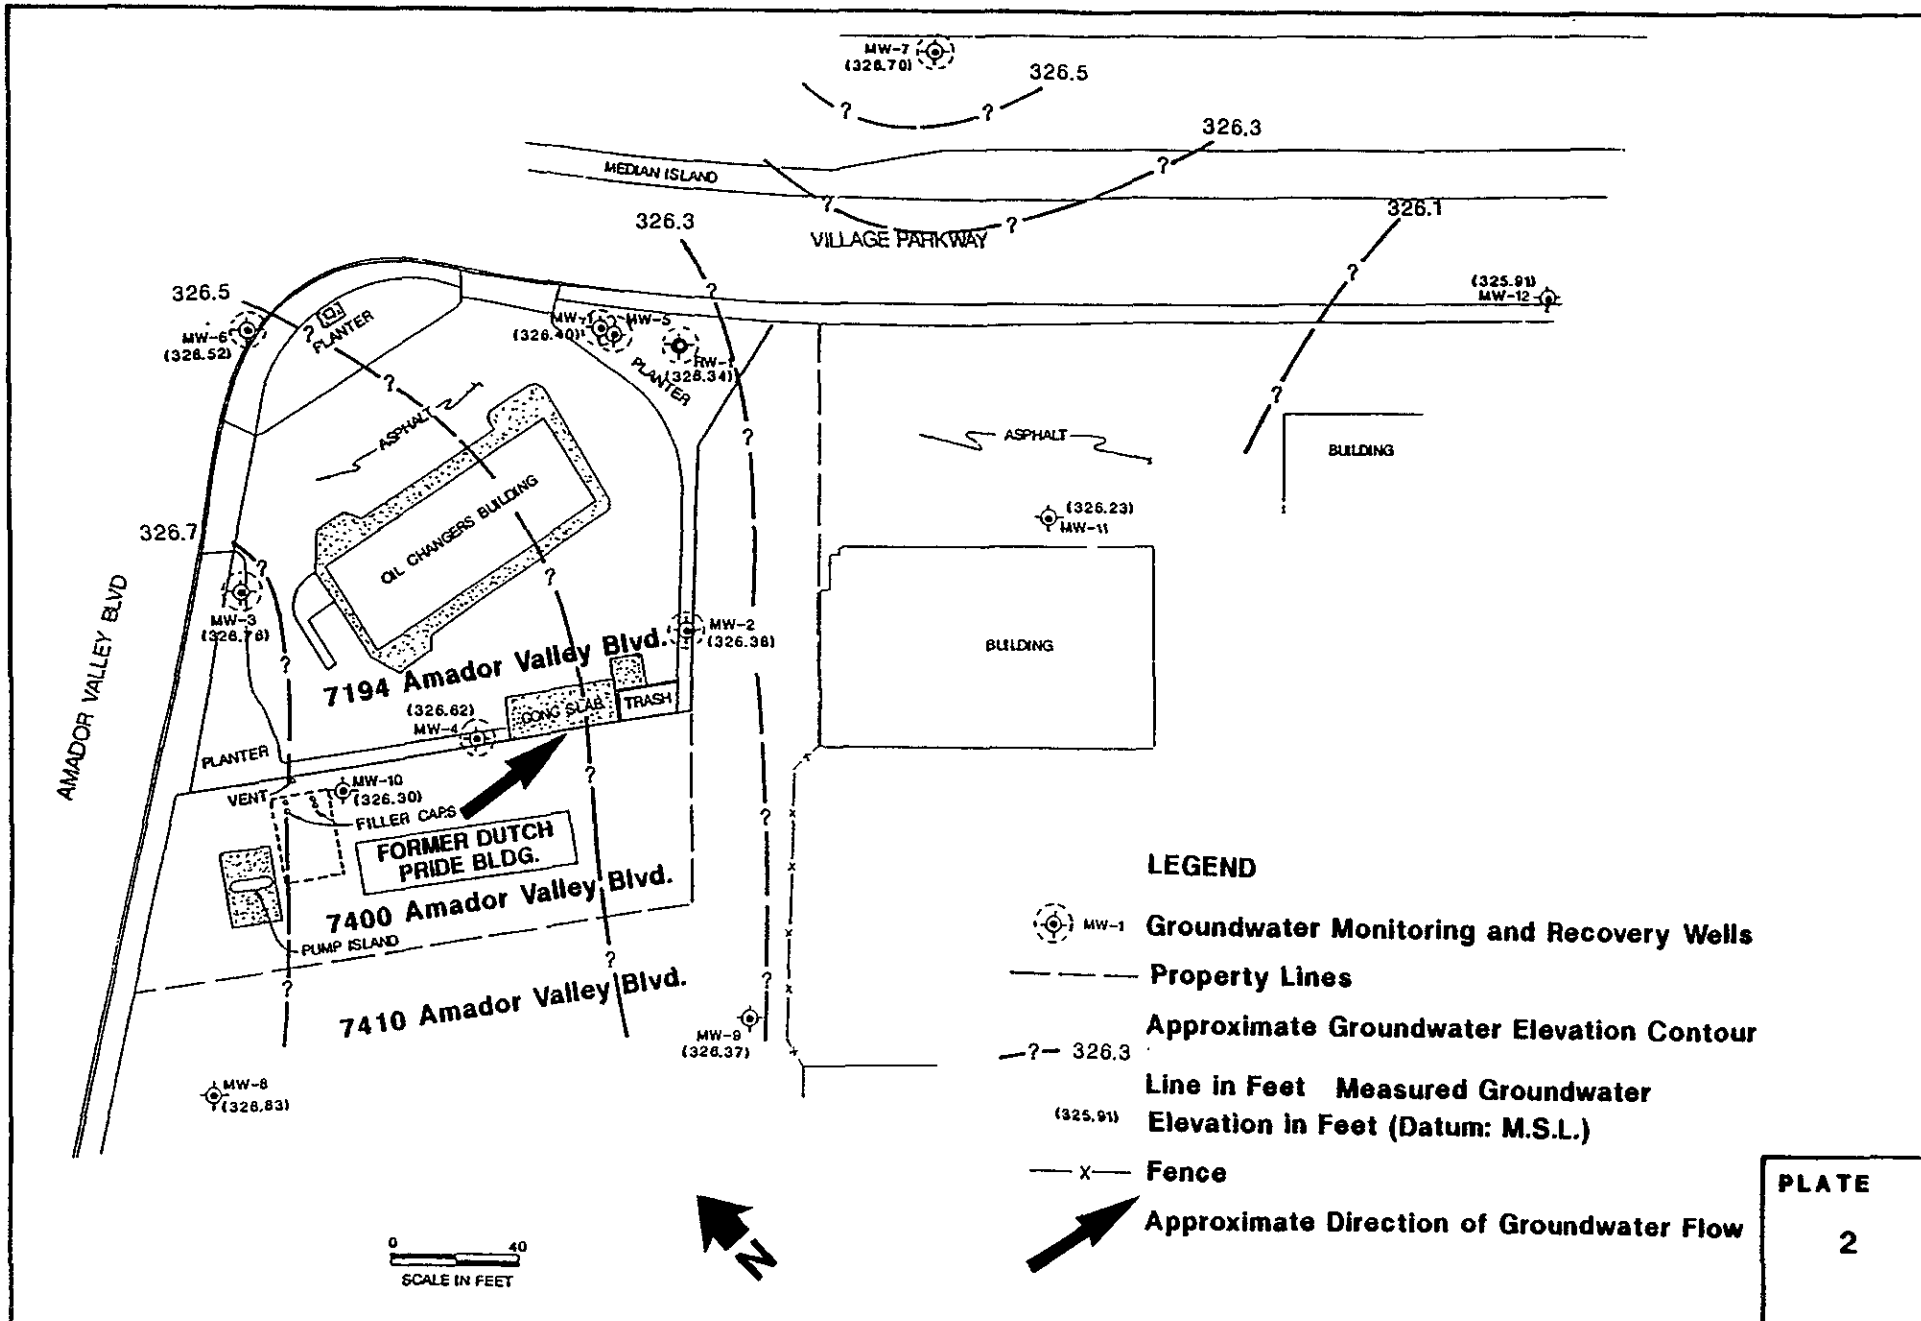 MW-7
(326.70)
326.5
?
?
326.3
?
MEDIAN ISLAND
?
?
326.1
326.3
VILLAGE PARKWAY
?
(325.91)
MW-12
326.5
?
MW-6
(326.52)
?
PLANTER
MW-1
(326.40)
MW-5
RW-1
(326.34)
PLANTER
?
?
ASPHALT
?
ASPHALT
BUILDING
OIL CHANGERS BUILDING
326.7
(326.23)
MW-11
?
?
MW-3
(326.76)
MW-2
(326.38)
BUILDING
AMADOR VALLEY BLVD
?
7194 Amador Valley Blvd.
(326.62)
MW-4
CONC SLAB
TRASH
PLANTER
VENT
MW-10
(326.30)
?
FILLER CAPS
?
FORMER DUTCH
PRIDE BLDG.
7400 Amador Valley Blvd.
PUMP ISLAND
?
?
?
7410 Amador Valley Blvd.
MW-9
(326.37)
MW-8
(326.83)
LEGEND
MW-1 Groundwater Monitoring and Recovery Wells
Property Lines
Approximate Groundwater Elevation Contour
? 326.3
Line in Feet Measured Groundwater
(325.91) Elevation in Feet (Datum: M.S.L.)
x Fence
Approximate Direction of Groundwater Flow
PLATE
2
0 40
SCALE IN FEET
N